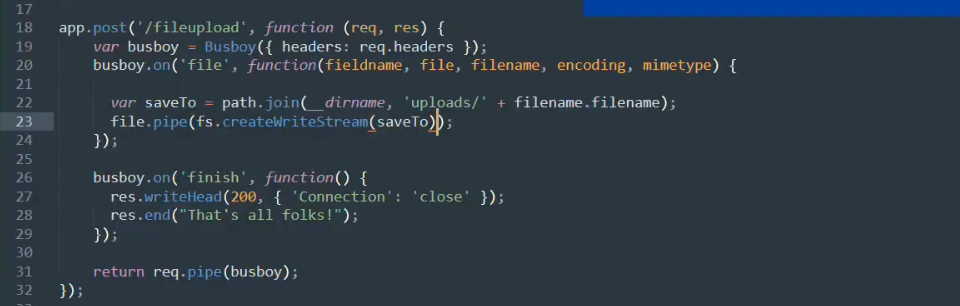 17
18 app.post('/fileupload', function (req, res) {
19 var busboy = Busboy({ headers: req.headers });
20 busboy.on('file', function(fieldname, file, filename, encoding, mimetype) {
21
22 var saveTo = path.join(__dirname, 'uploads/' + filename.filename);
23 file.pipe(fs.createWriteStream(saveTo));
24 });
25
26 busboy.on('finish', function() {
27 res.writeHead(200, { 'Connection': 'close' });
28 res.end("That's all folks!");
29 });
30
31 return req.pipe(busboy);
32 });